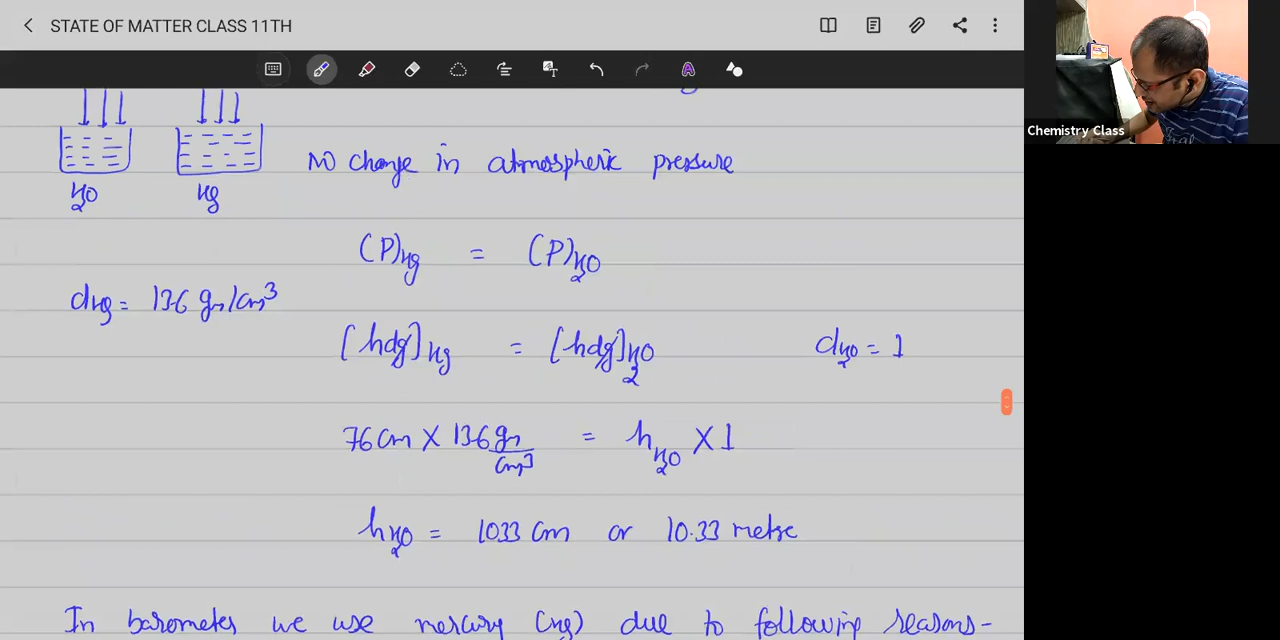 STATE OF MATTER CLASS 11TH
Chemistry Class
No change in atmospheric pressure
H2O Hg
(P)Hg = (P)H2O
dHg = 13.6 gm/cm³
[hdg]Hg = [hdg]H2O dH2O = 1
76 cm X 13.6 gm/cm³ = hH2O X 1
hH2O = 1033 cm or 10.33 metre
In barometer we use mercury (Hg) due to following reasons-